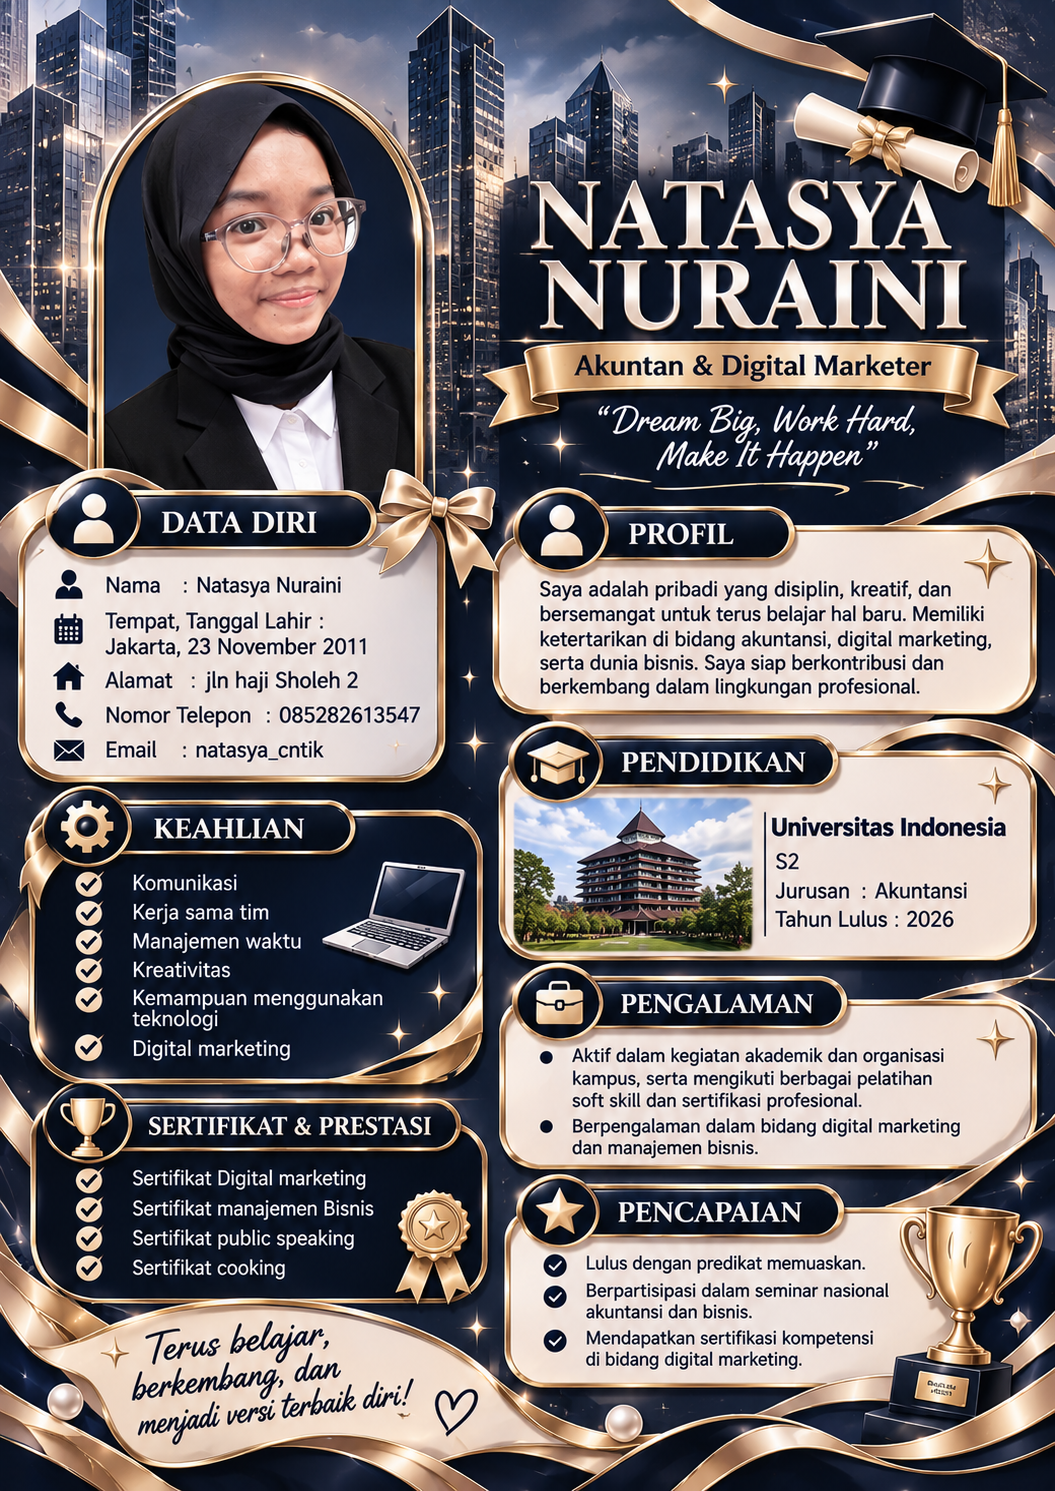 NATASYA
NURAINI
Akuntan & Digital Marketer
“Dream Big, Work Hard,
Make It Happen”
DATA DIRI
Nama : Natasya Nuraini
Tempat, Tanggal Lahir :
Jakarta, 23 November 2011
Alamat : jln haji Sholeh 2
Nomor Telepon : 085282613547
Email : natasya_cntik
KEAHLIAN
Komunikasi
Kerja sama tim
Manajemen waktu
Kreativitas
Kemampuan menggunakan
teknologi
Digital marketing
SERTIFIKAT & PRESTASI
Sertifikat Digital marketing
Sertifikat manajemen Bisnis
Sertifikat public speaking
Sertifikat cooking
Terus belajar,
berkembang, dan
menjadi versi terbaik diri!
PROFIL
Saya adalah pribadi yang disiplin, kreatif, dan
bersemangat untuk terus belajar hal baru. Memiliki
ketertarikan di bidang akuntansi, digital marketing,
serta dunia bisnis. Saya siap berkontribusi dan
berkembang dalam lingkungan profesional.
PENDIDIKAN
Universitas Indonesia
S2
Jurusan : Akuntansi
Tahun Lulus : 2026
PENGALAMAN
Aktif dalam kegiatan akademik dan organisasi
kampus, serta mengikuti berbagai pelatihan
soft skill dan sertifikasi profesional.
Berpengalaman dalam bidang digital marketing
dan manajemen bisnis.
PENCAPAIAN
Lulus dengan predikat memuaskan.
Berpartisipasi dalam seminar nasional
akuntansi dan bisnis.
Mendapatkan sertifikasi kompetensi
di bidang digital marketing.